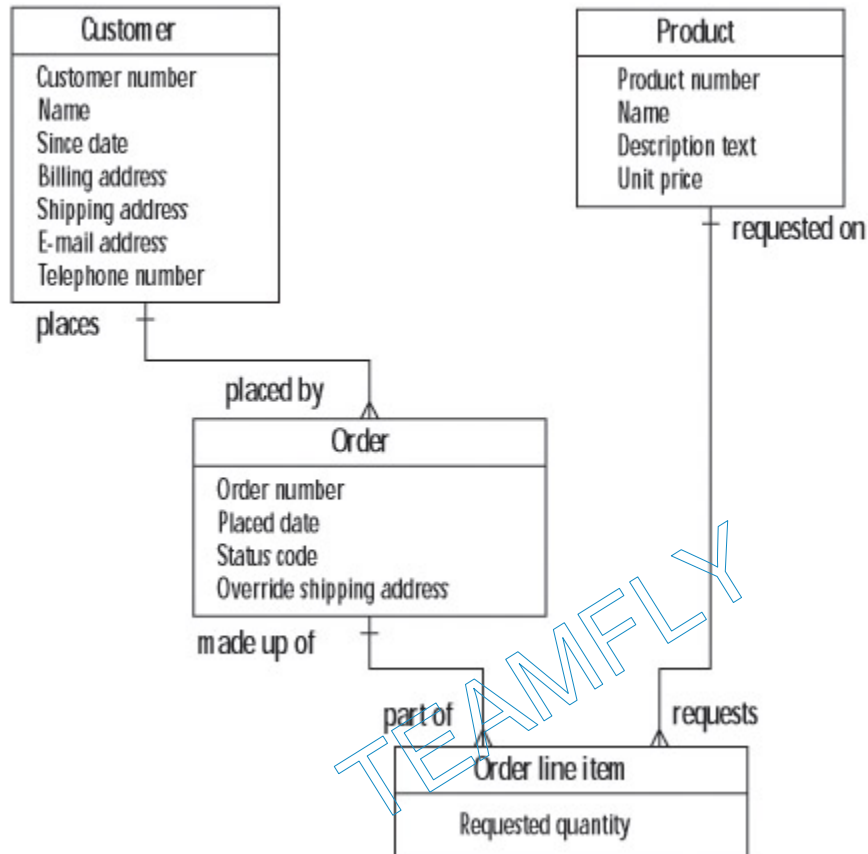 Customer
Customer number
Name
Since date
Billing address
Shipping address
E-mail address
Telephone number
Product
Product number
Name
Description text
Unit price
requested on
places
placed by
Order
Order number
Placed date
Status code
Override shipping address
made up of
part of
requests
Order line item
Requested quantity
TEAMFLY